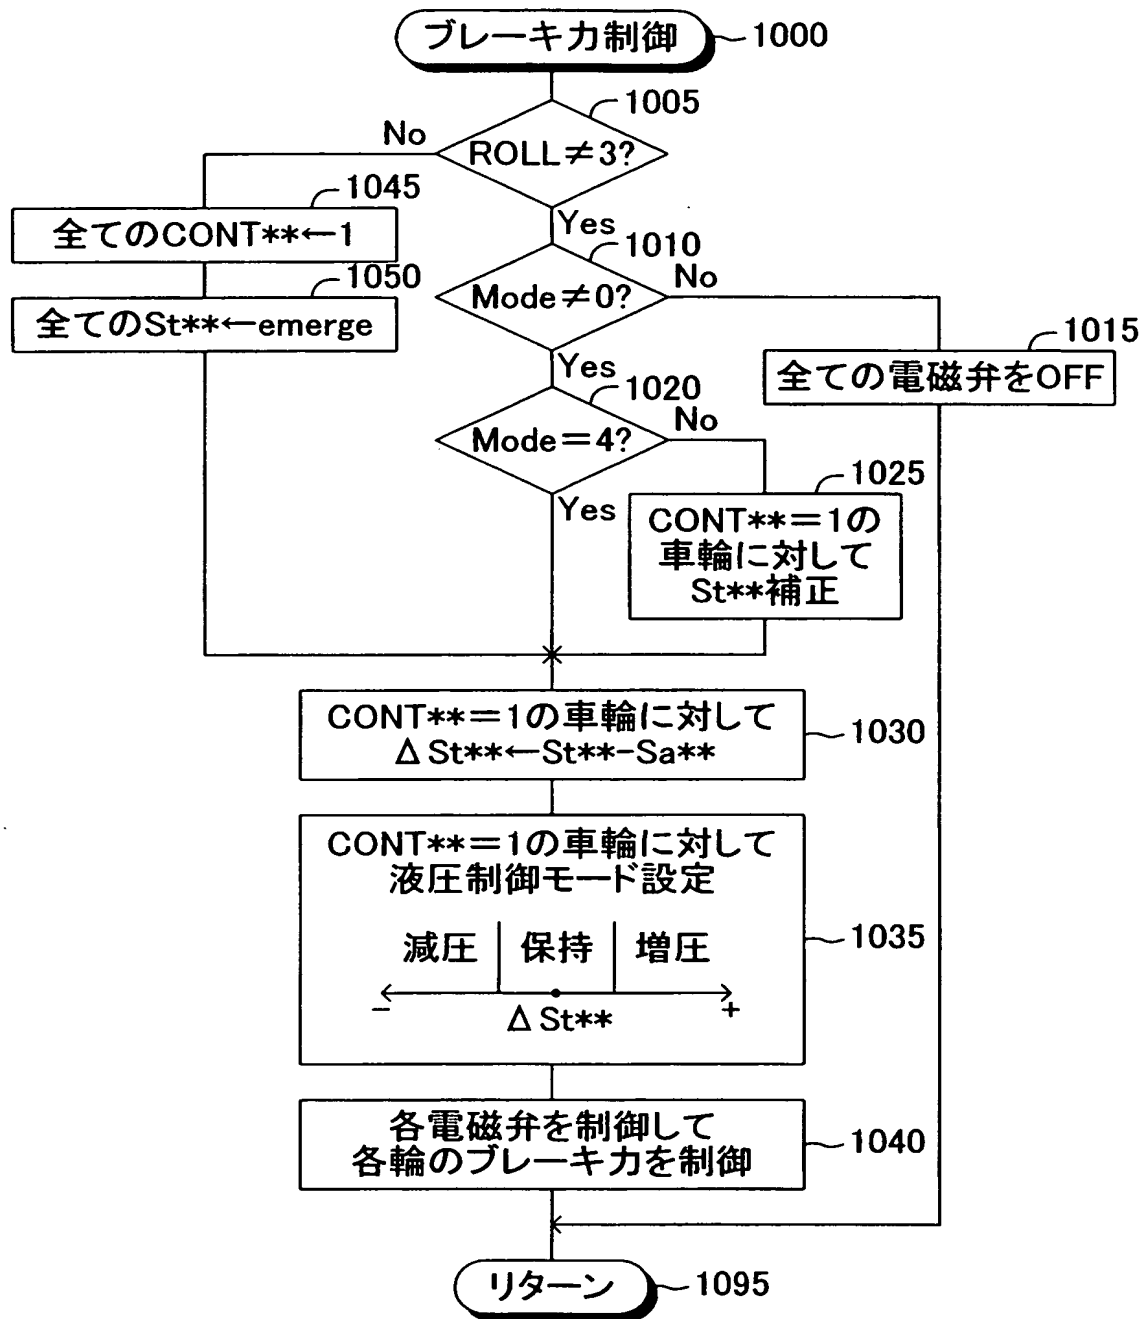 ブレーキ力制御
1000
1005
No
ROLL≠3?
1045
Yes
全てのCONT**←1
1010
No
1050
Mode≠0?
全てのSt**←emerge
1015
Yes
全ての電磁弁をOFF
1020
No
Mode=4?
1025
Yes
CONT**=1の
車輪に対して
St**補正
CONT**=1の車輪に対して
ΔSt**←St**-Sa**
1030
CONT**=1の車輪に対して
液圧制御モード設定
減圧 保持 増圧
1035
- ΔSt** +
各電磁弁を制御して
各輪のブレーキ力を制御
1040
リターン
1095